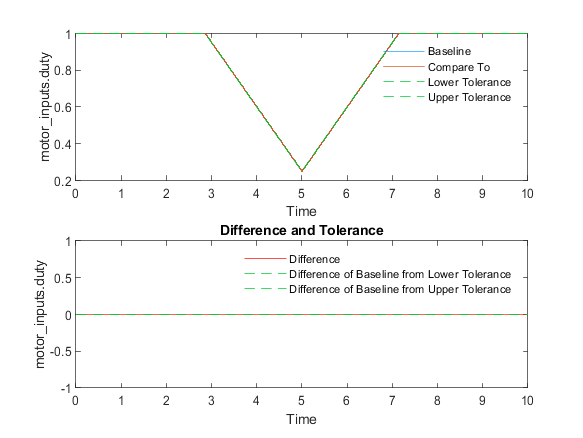 1
0.8
0.6
0.4
0.2
motor_inputs.duty
Baseline
Compare To
Lower Tolerance
Upper Tolerance
0 1 2 3 4 5 6 7 8 9 10
Time
Difference and Tolerance
1
0.5
0
-0.5
-1
motor_inputs.duty
Difference
Difference of Baseline from Lower Tolerance
Difference of Baseline from Upper Tolerance
0 1 2 3 4 5 6 7 8 9 10
Time